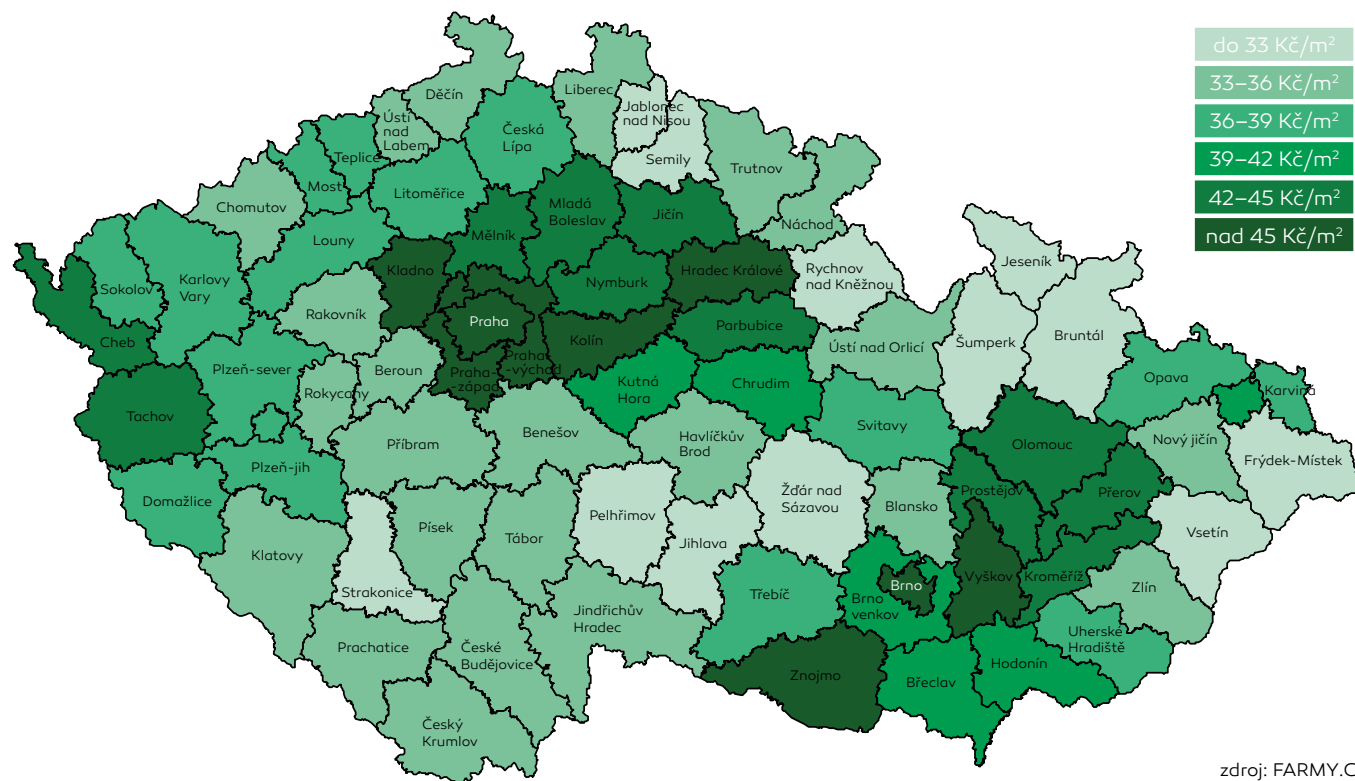 do 33 Kč/m²
33–36 Kč/m²
36–39 Kč/m²
39–42 Kč/m²
42–45 Kč/m²
nad 45 Kč/m²
Děčín
Liberec
Jablonec
nad Nisou
Ústí
nad
Labem
Česká
Lípa
Semily
Teplice
Trutnov
Most
Litoměřice
Chomutov
Mladá
Boleslav
Jičín
Náchod
Louny
Mělník
Karlovy
Vary
Sokolov
Kladno
Nymburk
Hradec Králové
Rychnov
nad Kněžnou
Jeseník
Rakovník
Praha
Parbubice
Cheb
Kolín
Ústí nad Orlicí
Šumperk
Bruntál
Plzeň-sever
Beroun
Praha-
-západ
Praha-
východ
Rokycany
Kutná
Hora
Chrudim
Opava
Karviná
Tachov
Svitavy
Příbram
Benešov
Havlíčkův
Brod
Olomouc
Nový jičín
Frýdek-Místek
Plzeň-jih
Domažlice
Žďár nad
Sázavou
Prostějov
Přerov
Blansko
Písek
Tábor
Pelhřimov
Jihlava
Vsetín
Klatovy
Vyškov
Kroměříž
Strakonice
Třebíč
Brno
Brno
venkov
Zlín
Jindřichův
Hradec
Prachatice
České
Budějovice
Uherské
Hradiště
Znojmo
Břeclav
Hodonín
Český
Krumlov
zdroj: FARMY.C